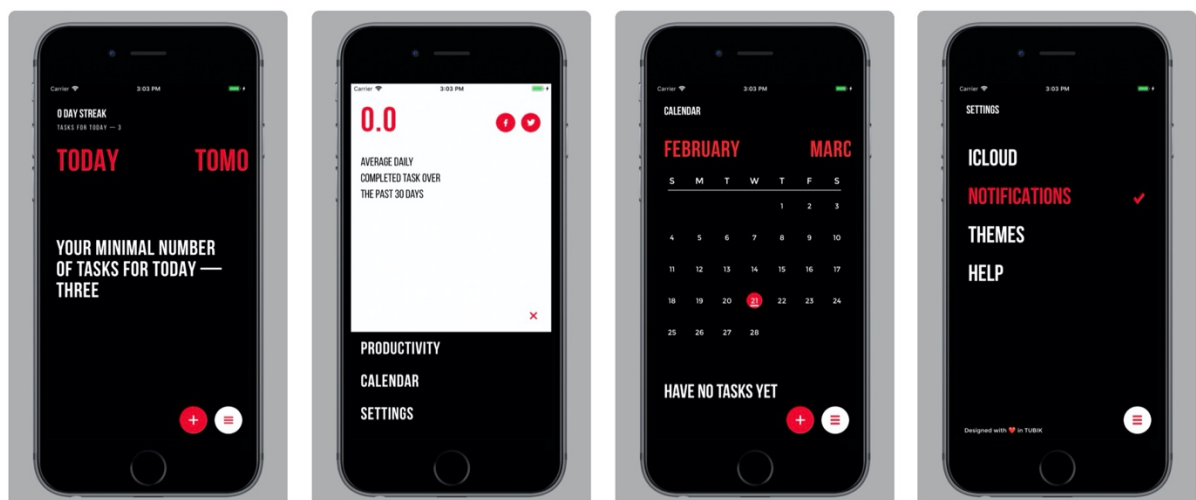 Carrier 3:03 PM
0 DAY STREAK
TASKS FOR TODAY — 3
TODAY TOMO
YOUR MINIMAL NUMBER
OF TASKS FOR TODAY —
THREE
+
Carrier 3:03 PM
0.0
f
AVERAGE DAILY
COMPLETED TASK OVER
THE PAST 30 DAYS
×
PRODUCTIVITY
CALENDAR
SETTINGS
Carrier 3:03 PM
CALENDAR
FEBRUARY MARC
S M T W T F S
1 2 3
4 5 6 7 8 9 10
11 12 13 14 15 16 17
18 19 20 21 22 23 24
25 26 27 28
HAVE NO TASKS YET
+
Carrier 3:03 PM
SETTINGS
ICLOUD
NOTIFICATIONS
THEMES
HELP
Designed with ❤ in TUBIK